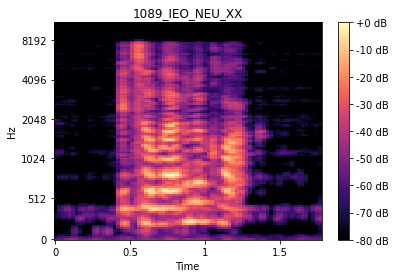 1089_IEO_NEU_XX
+0 dB
8192
-10 dB
4096
-20 dB
-30 dB
2048
Hz
-40 dB
1024
-50 dB
512
-60 dB
-70 dB
0
-80 dB
0
0.5
1
1.5
Time